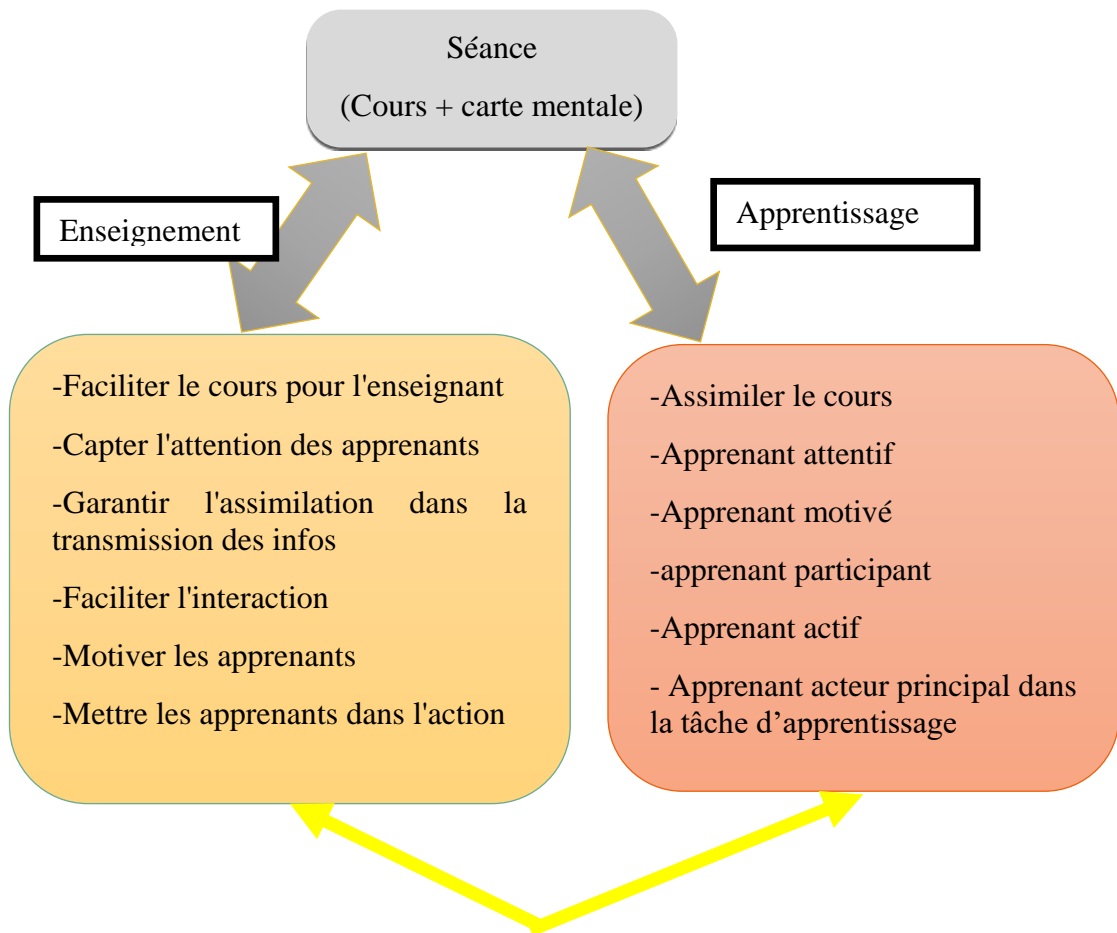 Séance
(Cours + carte mentale)
Enseignement
Apprentissage
-Faciliter le cours pour l'enseignant
-Capter l'attention des apprenants
-Garantir l'assimilation dans la
transmission des infos
-Faciliter l'interaction
-Motiver les apprenants
-Mettre les apprenants dans l'action
-Assimiler le cours
-Apprenant attentif
-Apprenant motivé
-apprenant participant
-Apprenant actif
- Apprenant acteur principal dans
la tâche d’apprentissage